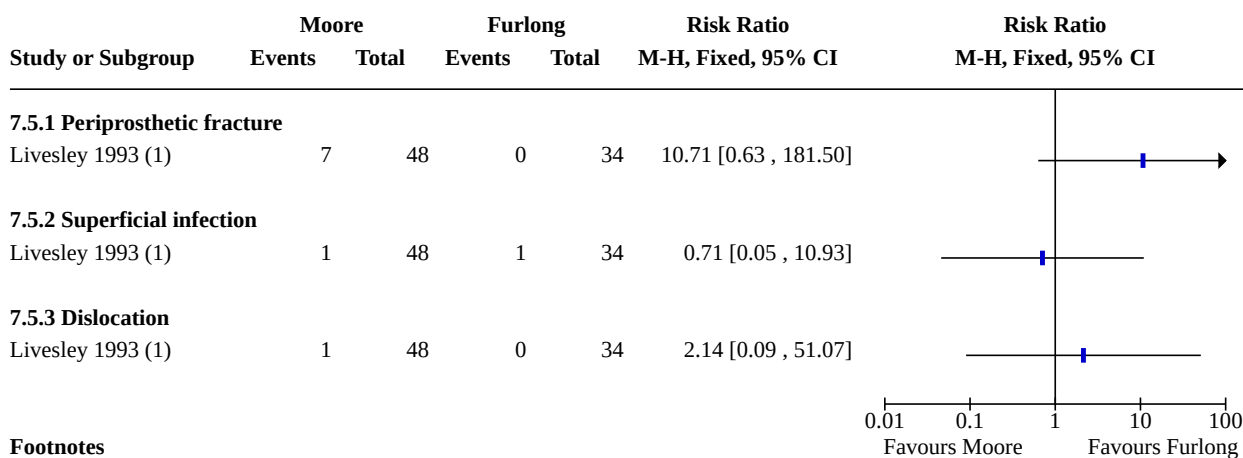 Moore Furlong Risk Ratio Risk Ratio
Study or Subgroup Events Total Events Total M-H, Fixed, 95% CI M-H, Fixed, 95% CI
7.5.1 Periprosthetic fracture
Livesley 1993 (1) 7 48 0 34 10.71 [0.63 , 181.50]
7.5.2 Superficial infection
Livesley 1993 (1) 1 48 1 34 0.71 [0.05 , 10.93]
7.5.3 Dislocation
Livesley 1993 (1) 1 48 0 34 2.14 [0.09 , 51.07]
0.01 0.1 1 10 100
Footnotes Favours Moore Favours Furlong